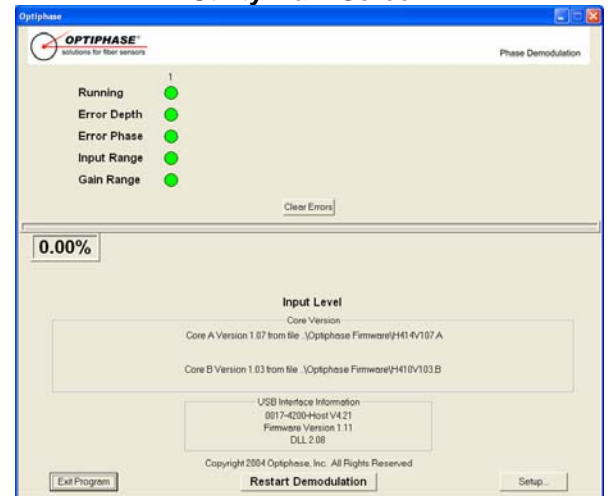 Optiphase
OPTIPHASE®
solutions for fiber sensors
Phase Demodulation
1
Running
Error Depth
Error Phase
Input Range
Gain Range
Clear Errors
0.00%
Input Level
Core Version
Core A Version 1.07 from file ..\Optiphase Firmware\H414V107.A
Core B Version 1.03 from file ..\Optiphase Firmware\H410V103.B
USB Interface Information
0017-4200-Host V4.21
Firmware Version 1.11
DLL 2.08
Copyright 2004 Optiphase, Inc. All Rights Reserved
Exit Program
Restart Demodulation
Setup...